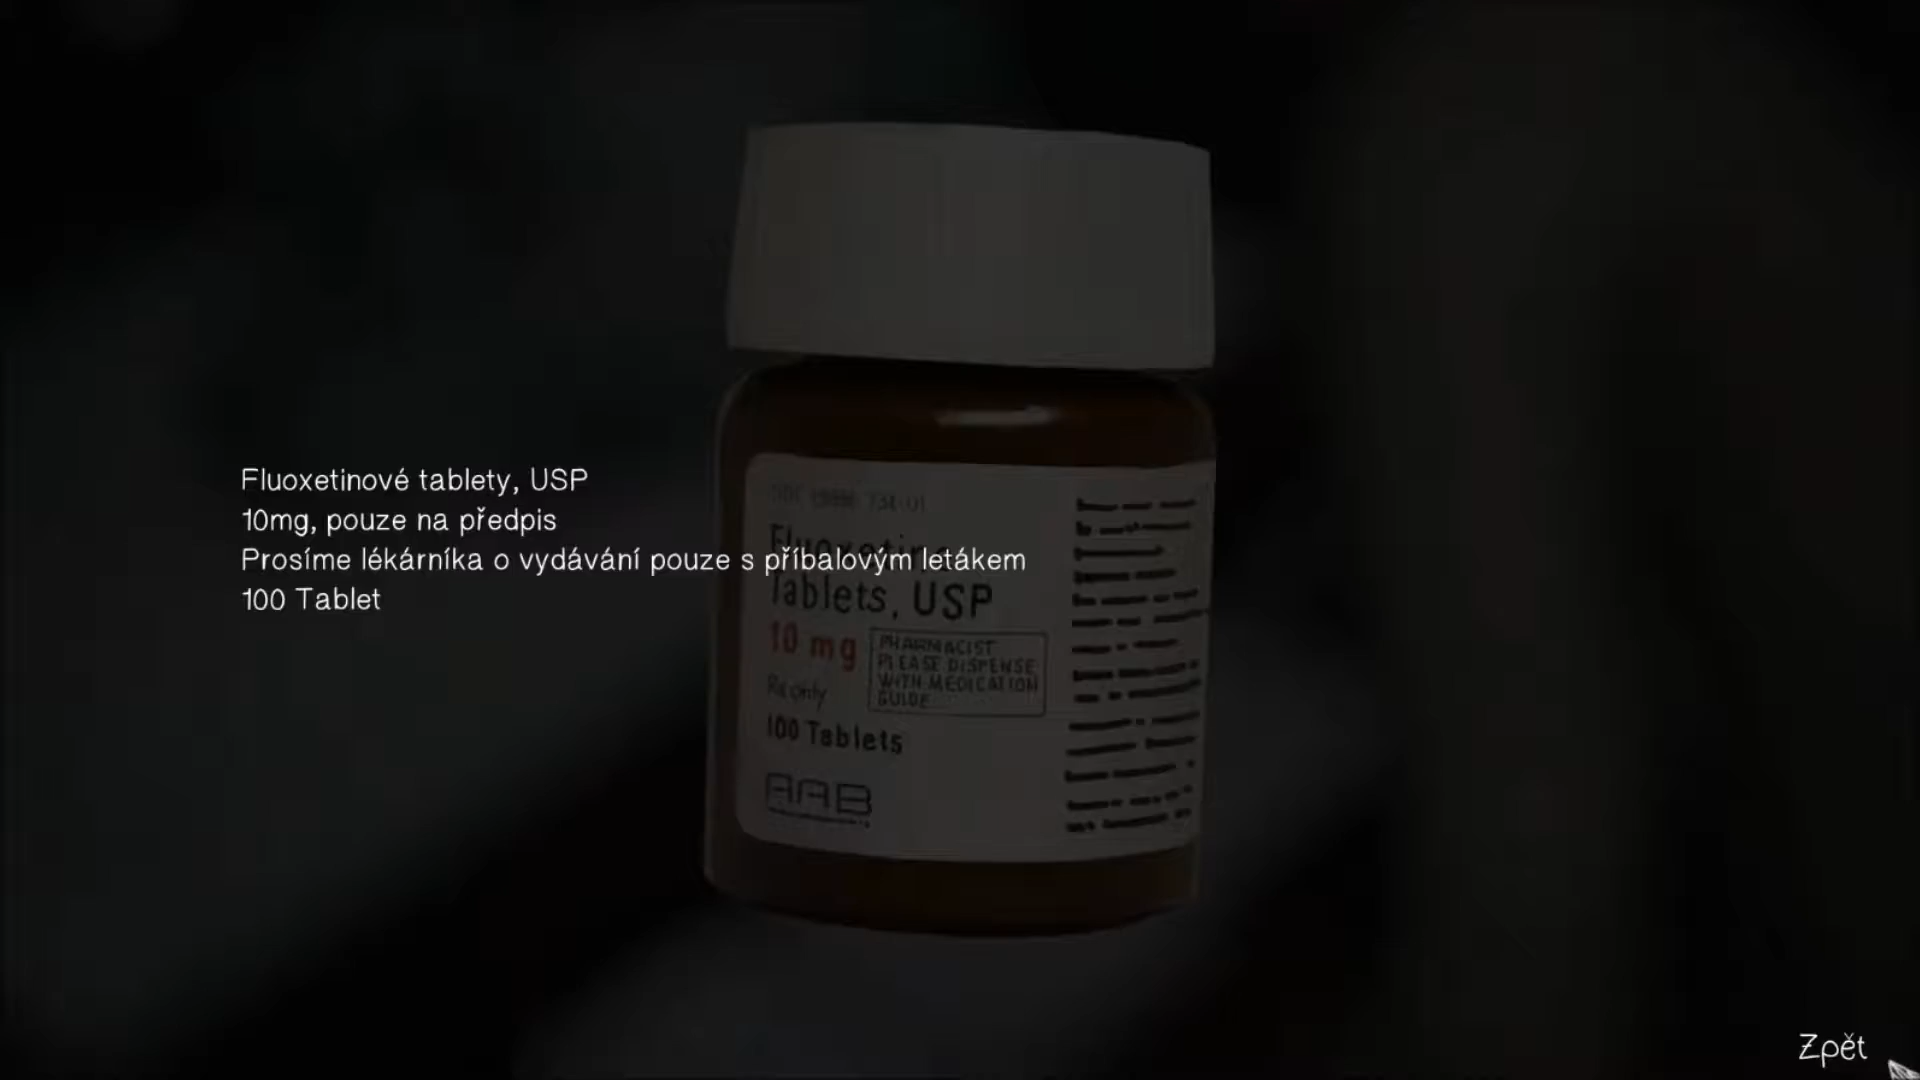 Fluoxetinové tablety, USP
10mg, pouze na předpis
Prosíme lékárníka o vydávání pouze s příbalovým letákem
100 Tablet
Fluoxetine
Tablets, USP
10 mg
PHARMACIST
PLEASE DISPENSE
WITH MEDICATION
GUIDE
Rx only
100 Tablets
AAB
Zpět